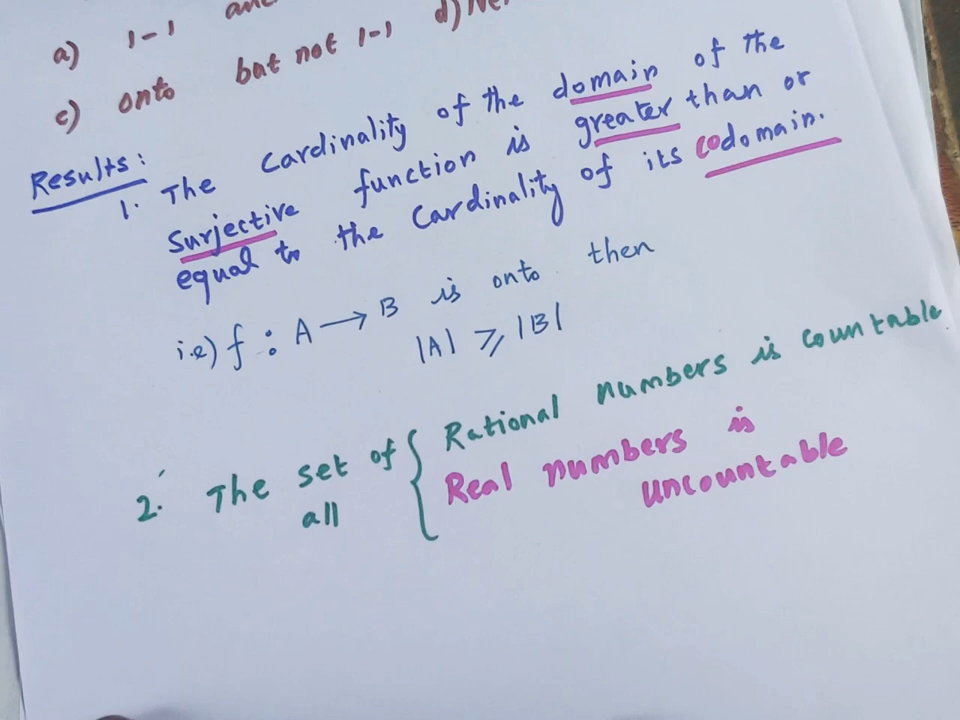 a) 1-1
c) onto but not 1-1 d)
Results:
1. The Cardinality of the domain of the
Surjective function is greater than or
equal to the Cardinality of its codomain.
i.e) f : A → B is onto then
|A| ⩾ |B|
2. The set of all { Rational numbers is countable
Real numbers is
uncountable